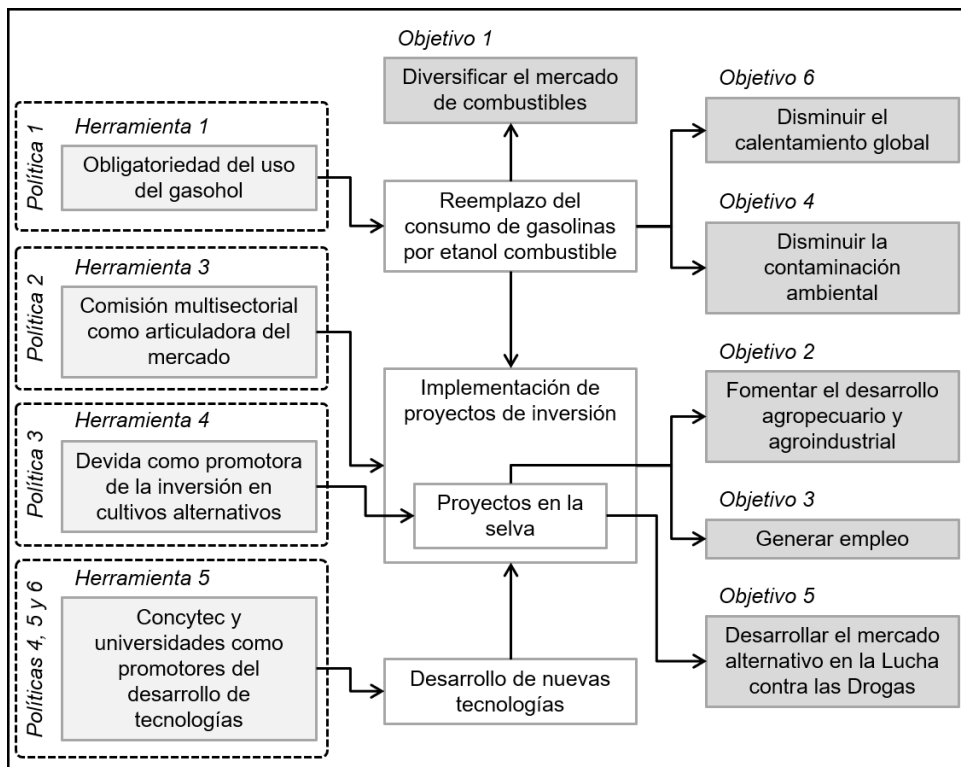 Política 1
Herramienta 1
Obligatoriedad del uso
del gasohol
Política 2
Herramienta 3
Comisión multisectorial
como articuladora del
mercado
Política 3
Herramienta 4
Devida como promotora
de la inversión en
cultivos alternativos
Políticas 4, 5 y 6
Herramienta 5
Concytec y
universidades como
promotores del
desarrollo de
tecnologías
Objetivo 1
Diversificar el mercado
de combustibles
Reemplazo del
consumo de gasolinas
por etanol combustible
Implementación de
proyectos de inversión
Proyectos en la
selva
Desarrollo de nuevas
tecnologías
Objetivo 6
Disminuir el
calentamiento global
Objetivo 4
Disminuir la
contaminación
ambiental
Objetivo 2
Fomentar el desarrollo
agropecuario y
agroindustrial
Objetivo 3
Generar empleo
Objetivo 5
Desarrollar el mercado
alternativo en la Lucha
contra las Drogas